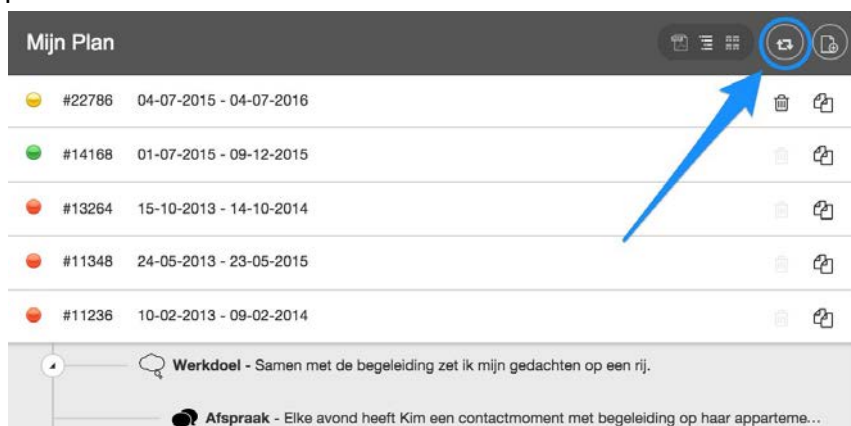 Mijn Plan
#22786 04-07-2015 - 04-07-2016
#14168 01-07-2015 - 09-12-2015
#13264 15-10-2013 - 14-10-2014
#11348 24-05-2013 - 23-05-2015
#11236 10-02-2013 - 09-02-2014
Werkdoel - Samen met de begeleiding zet ik mijn gedachten op een rij.
Afspraak - Elke avond heeft Kim een contactmoment met begeleiding op haar apparteme...